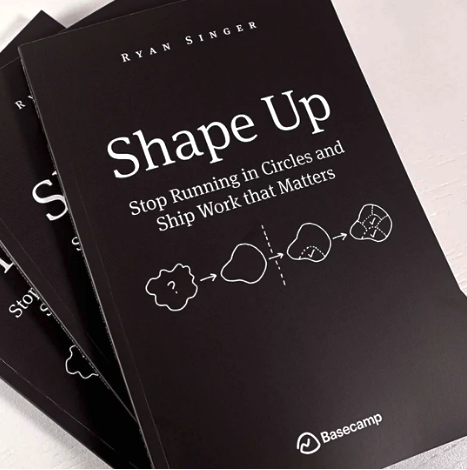 RYAN SINGER
Shape Up
Stop Running in Circles and
Ship Work that Matters
?
Basecamp